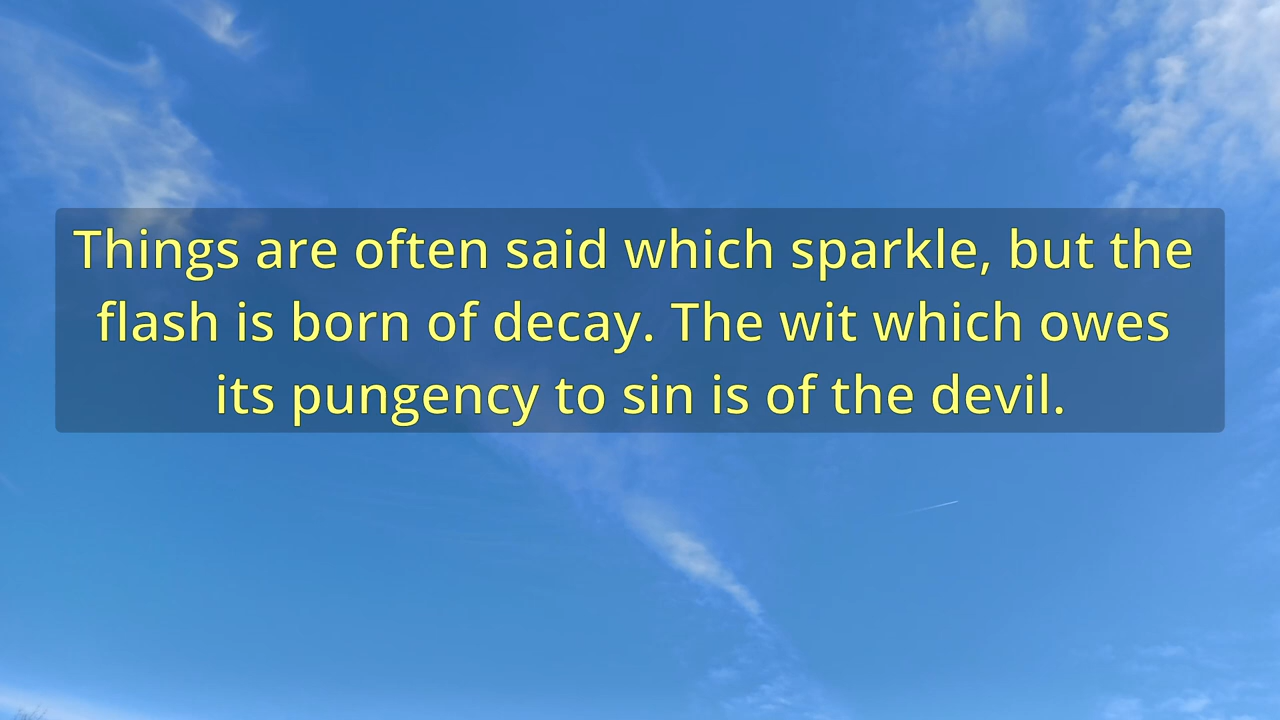 Things are often said which sparkle, but the
flash is born of decay. The wit which owes
its pungency to sin is of the devil.